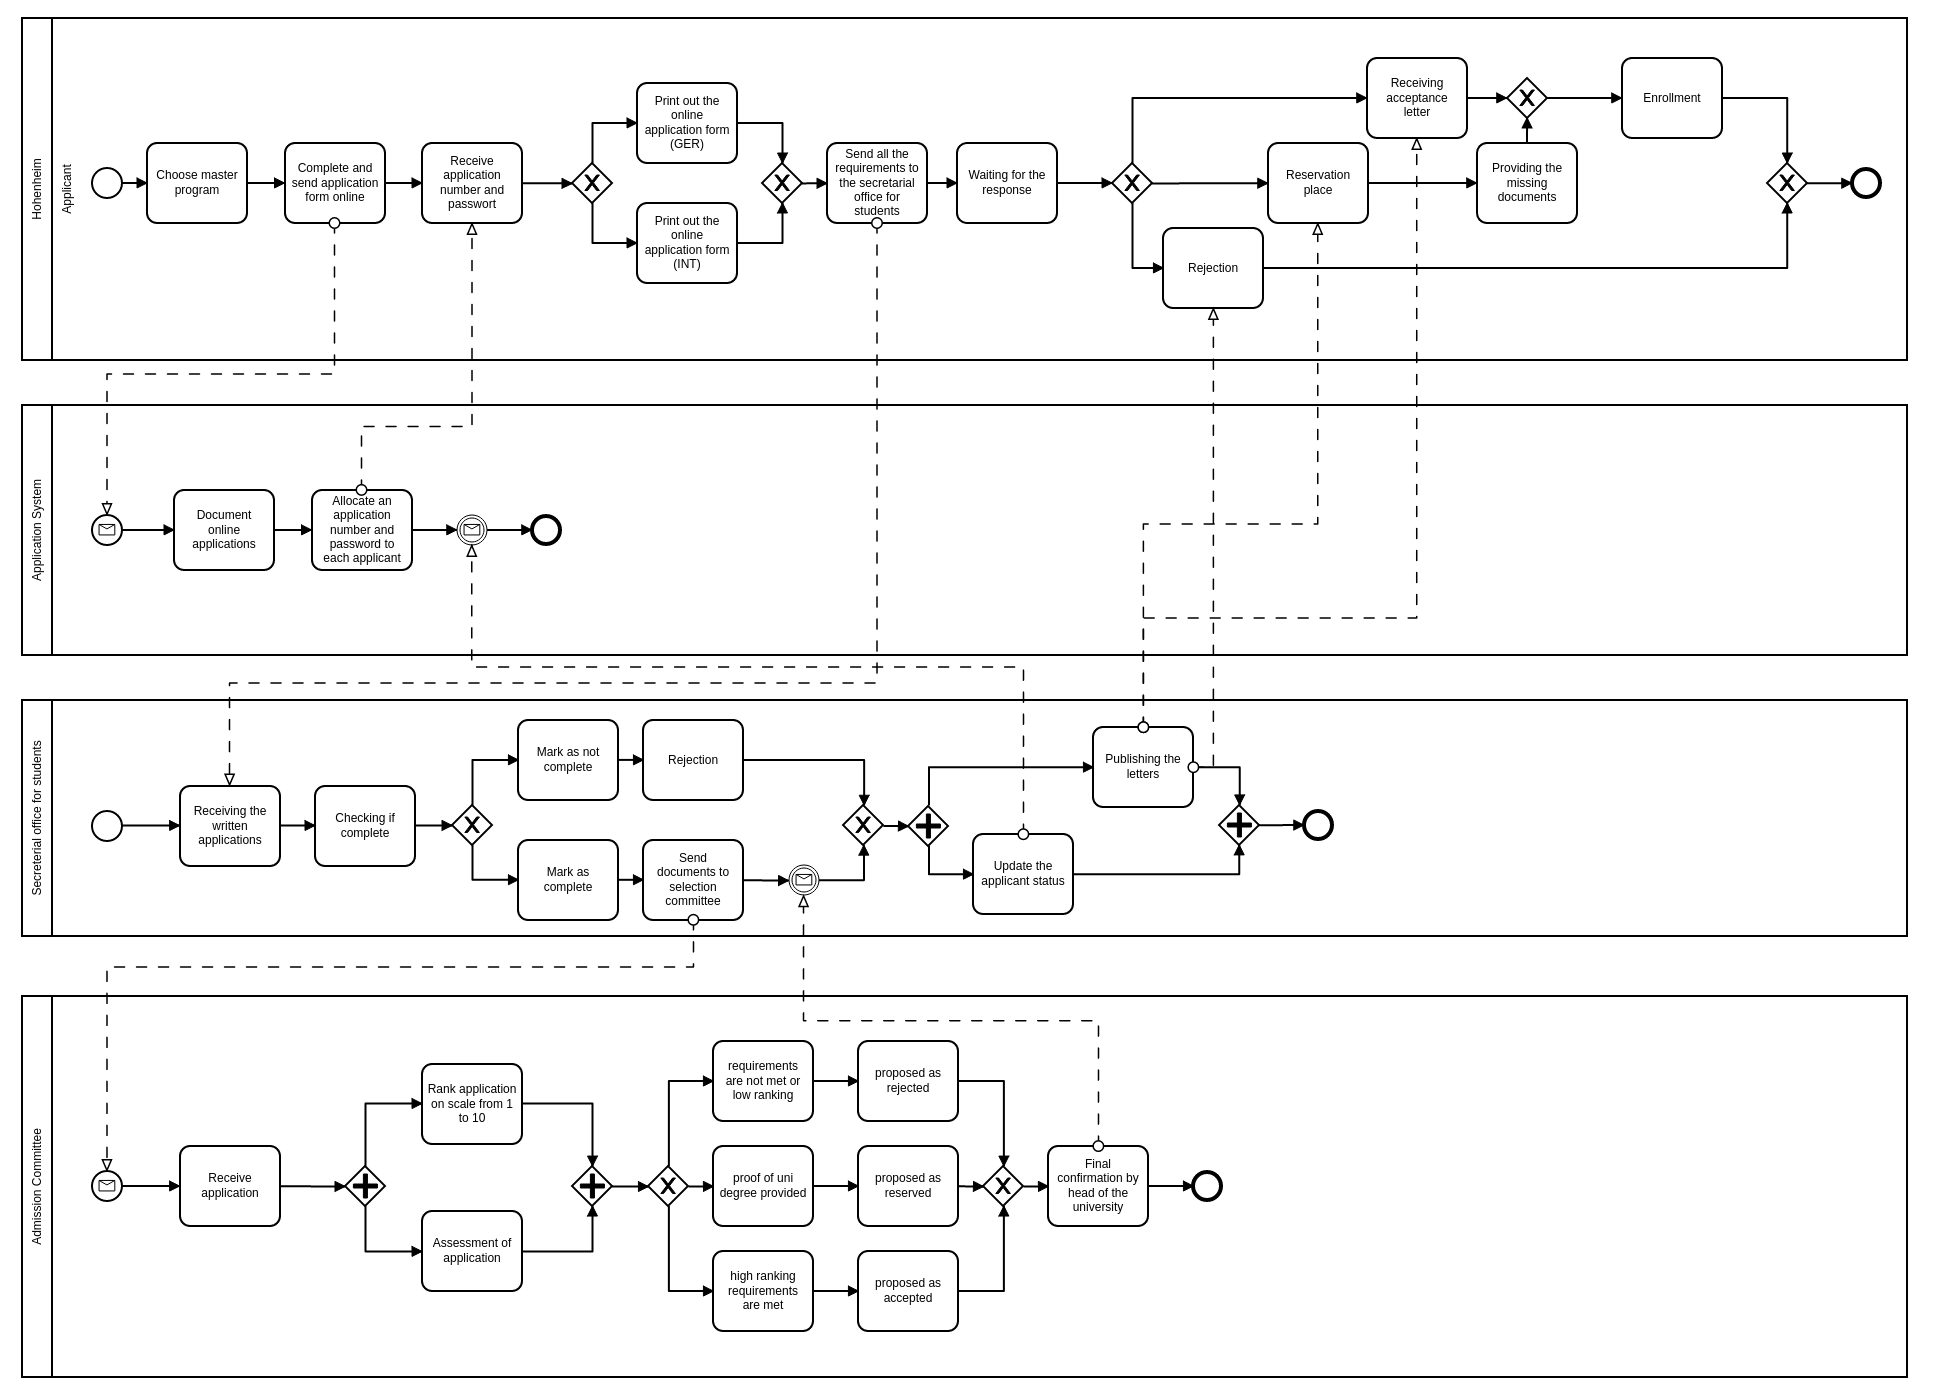 Hohenheim
Applicant
Choose master
program
Complete and
send application
form online
Receive
application
number and
passwort
Print out the
online
application form
(GER)
Print out the
online
application form
(INT)
Send all the
requirements to
the secretarial
office for
students
Waiting for the
response
Receiving
acceptance
letter
Reservation
place
Rejection
Providing the
missing
documents
Enrollment
Application System
Document
online
applications
Allocate an
application
number and
password to
each applicant
Secreterial office for students
Receiving the
written
applications
Checking if
complete
Mark as not
complete
Rejection
Mark as
complete
Send
documents to
selection
committee
Publishing the
letters
Update the
applicant status
Admission Committee
Receive
application
Rank application
on scale from 1
to 10
Assessment of
application
requirements
are not met or
low ranking
proposed as
rejected
proof of uni
degree provided
proposed as
reserved
high ranking
requirements
are met
proposed as
accepted
Final
confirmation by
head of the
university